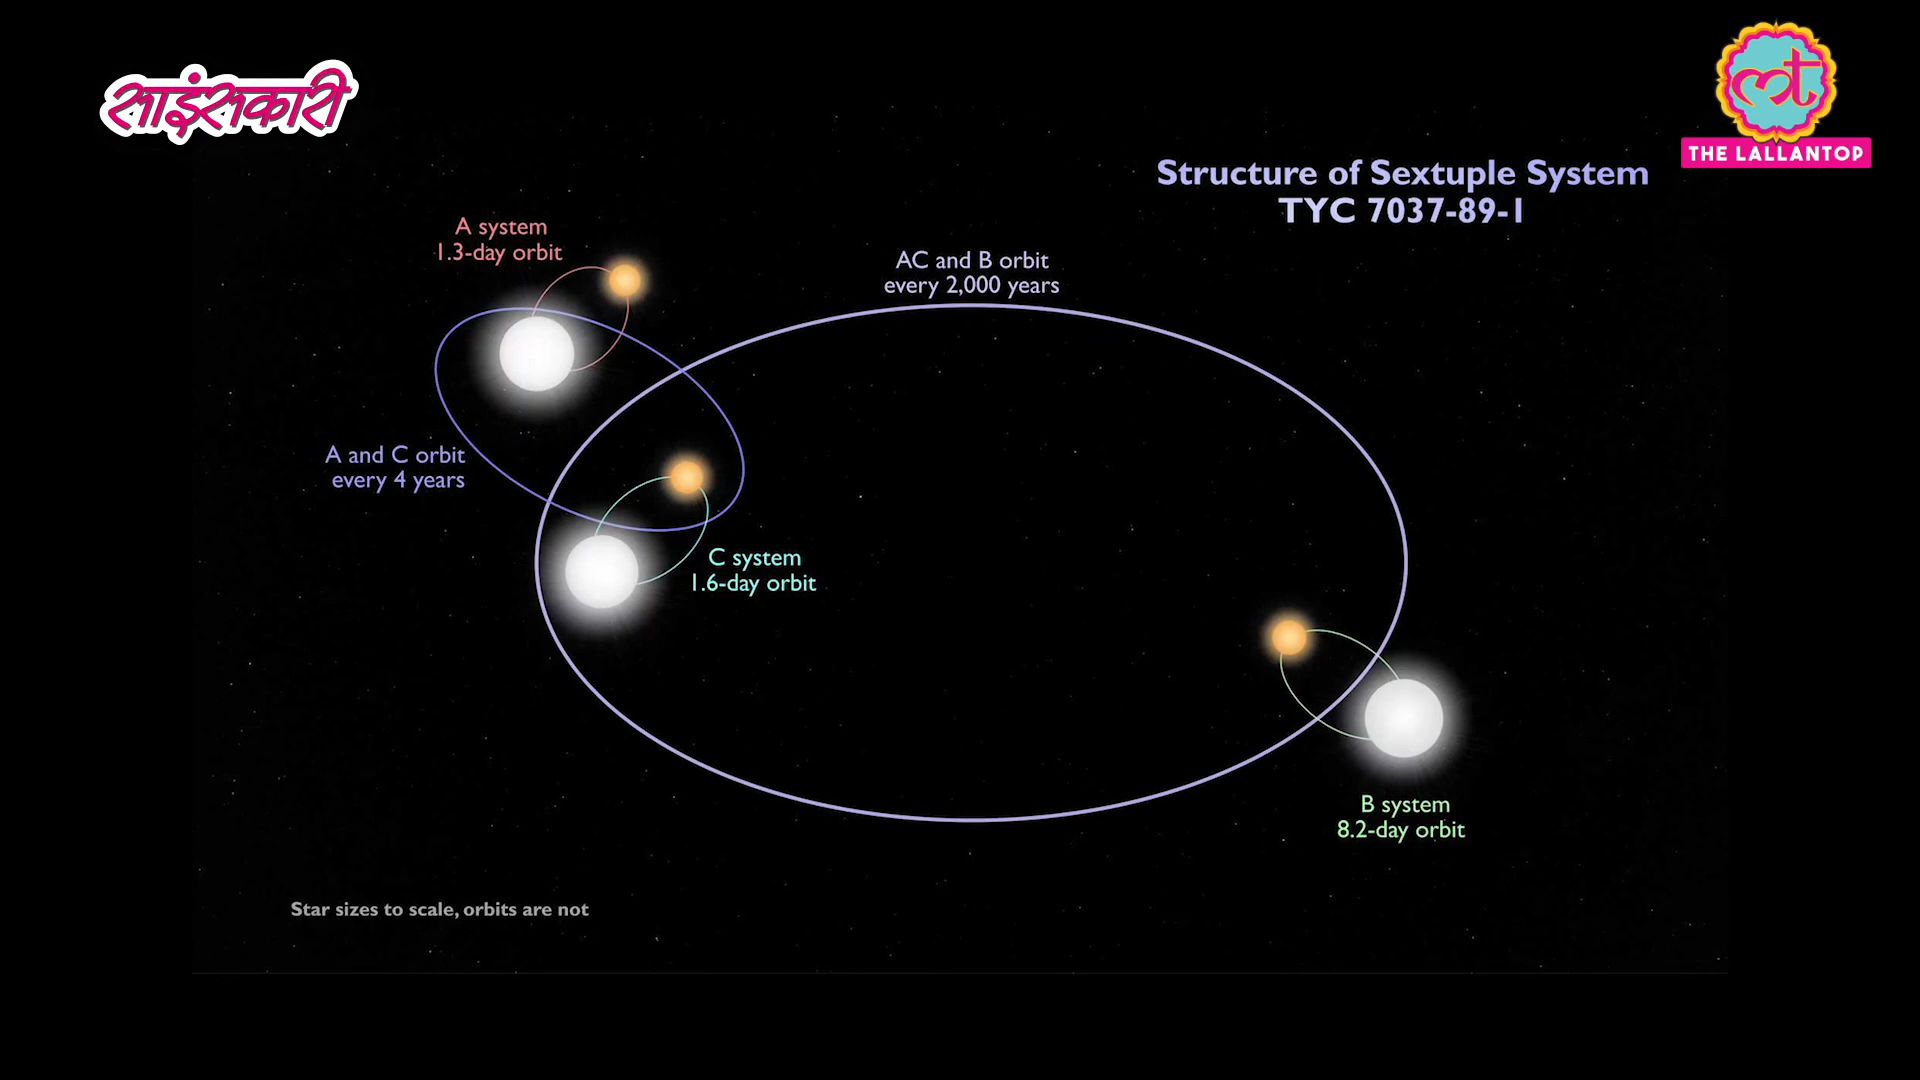 साइंसकारी
THE LALLANTOP
Structure of Sextuple System
TYC 7037-89-1
A system
1.3-day orbit
AC and B orbit
every 2,000 years
A and C orbit
every 4 years
C system
1.6-day orbit
B system
8.2-day orbit
Star sizes to scale, orbits are not